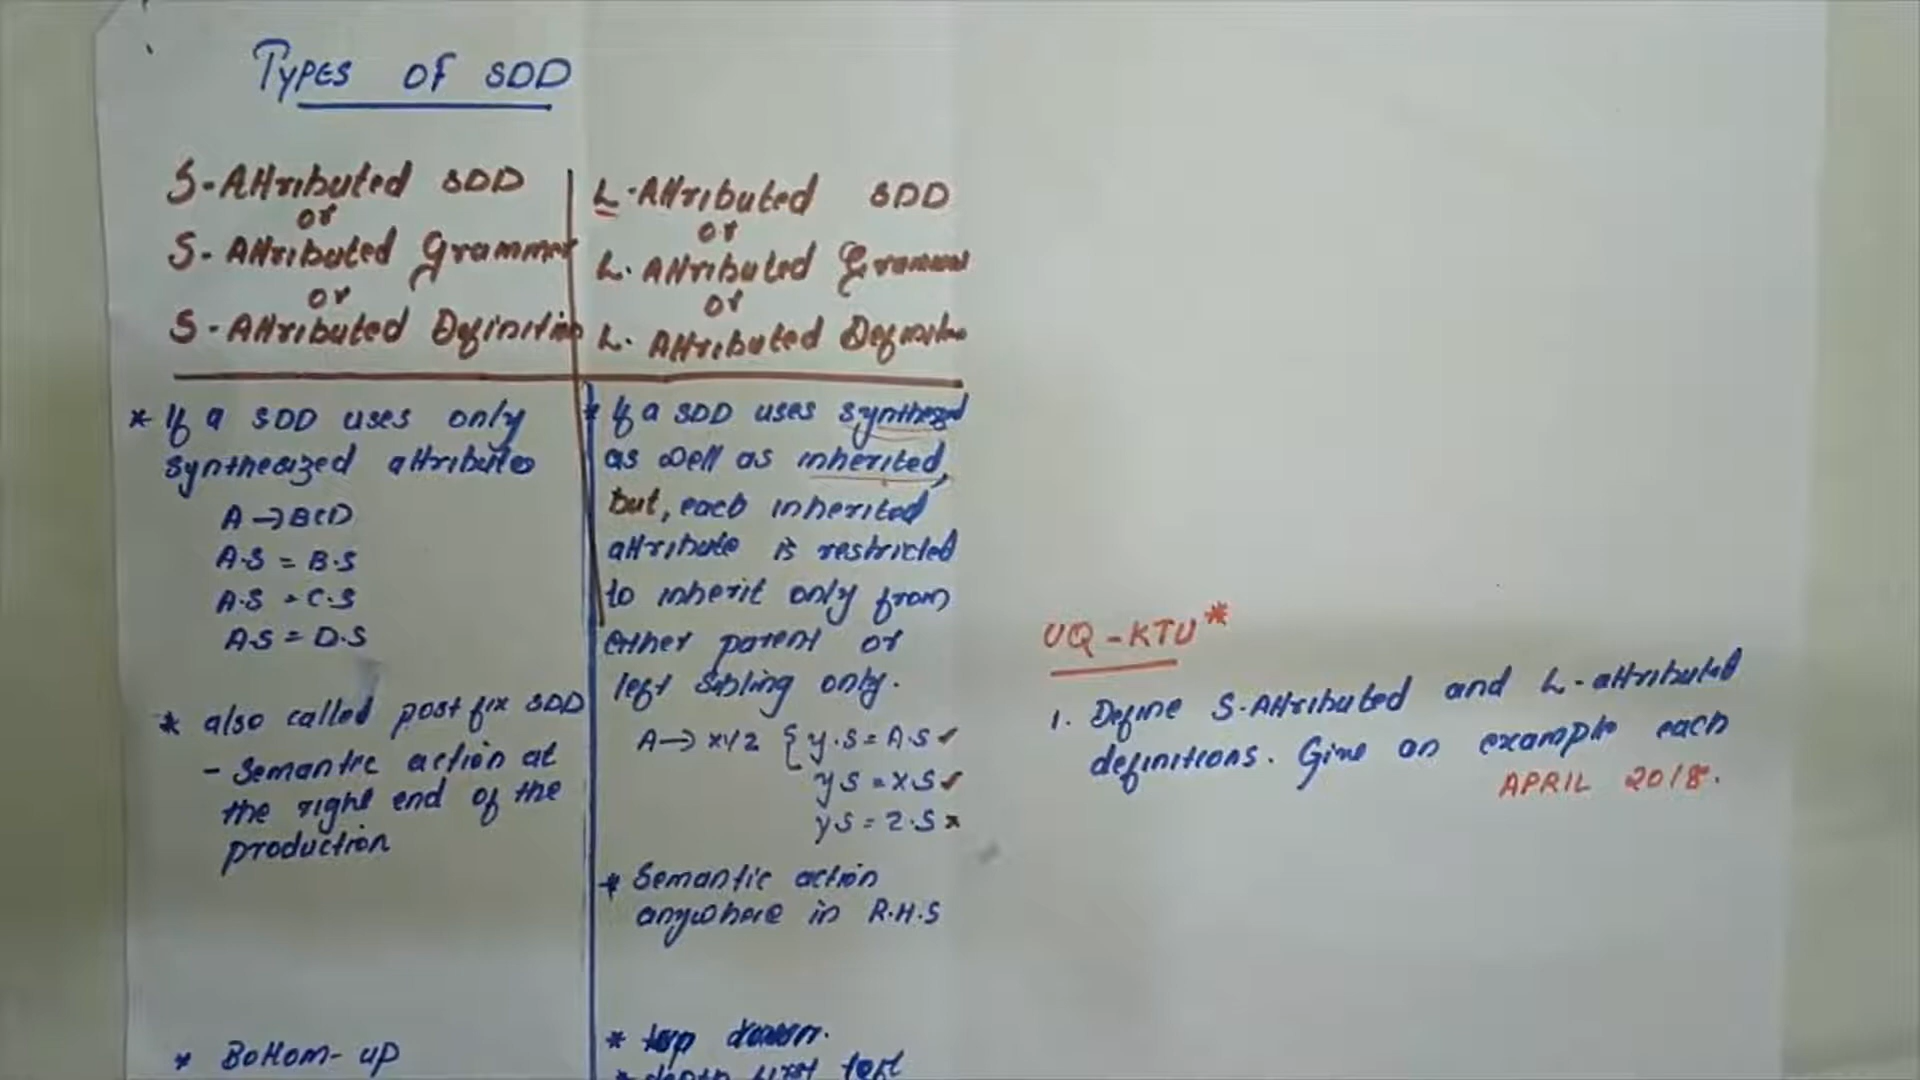 TYPES OF SDD
S-Attributed SDD
or
S-Attributed Grammar
or
S-Attributed Definition
* If a SDD uses only
synthesized attributes
A → BCD
A.S = B.S
A.S = C.S
A.S = D.S
* also called postfix SDD
- Semantic action at
the right end of the
production
* Bottom-up
L-Attributed SDD
or
L-Attributed Grammar
or
L-Attributed Definition
* If a SDD uses synthesized
as well as inherited,
but, each inherited
attribute is restricted
to inherit only from
either parent or
left sibling only.
A → XYZ { Y.S = A.S ✓
Y.S = X.S ✓
Y.S = Z.S x
* Semantic action
anywhere in R.H.S
* top down.
* depth first left
UQ - KTU *
1. Define S-Attributed and L-attributed
definitions. Give an example each
APRIL 2018.